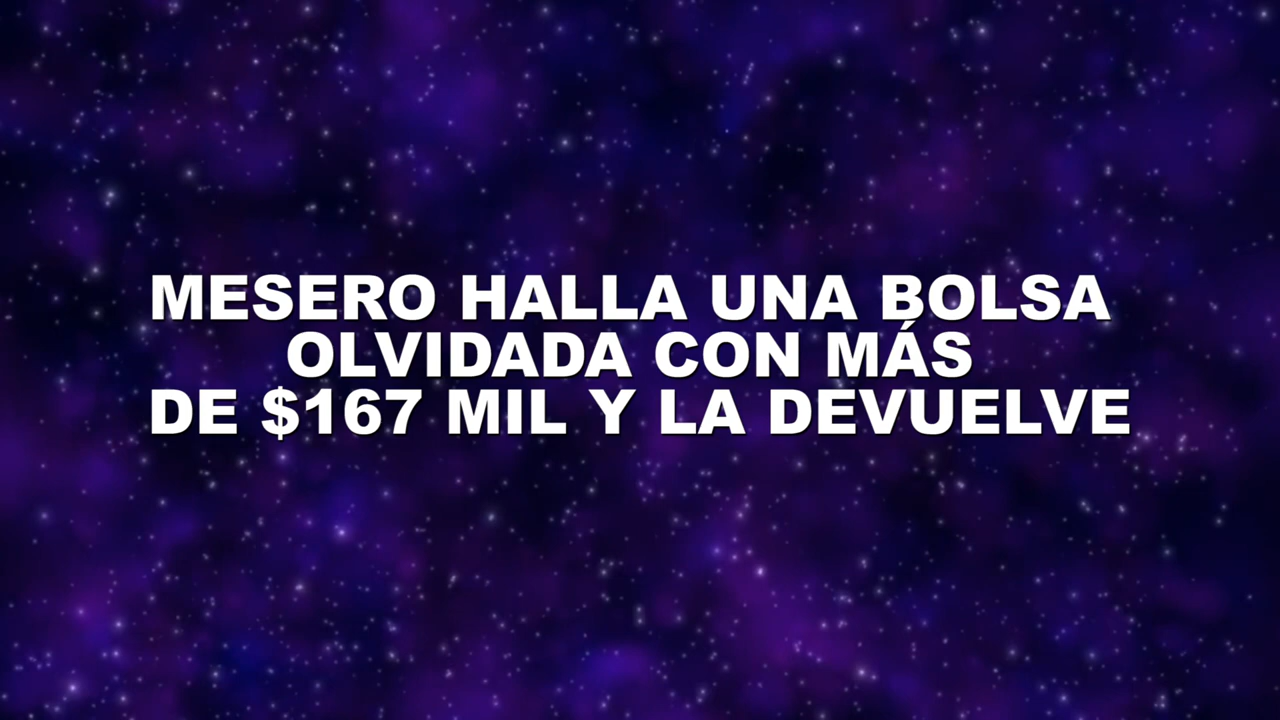 MESERO HALLA UNA BOLSA
OLVIDADA CON MÁS
DE $167 MIL Y LA DEVUELVE